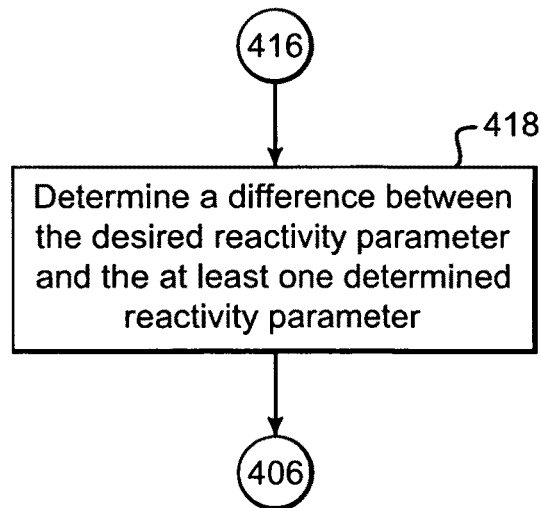 416
418
Determine a difference between
the desired reactivity parameter
and the at least one determined
reactivity parameter
406